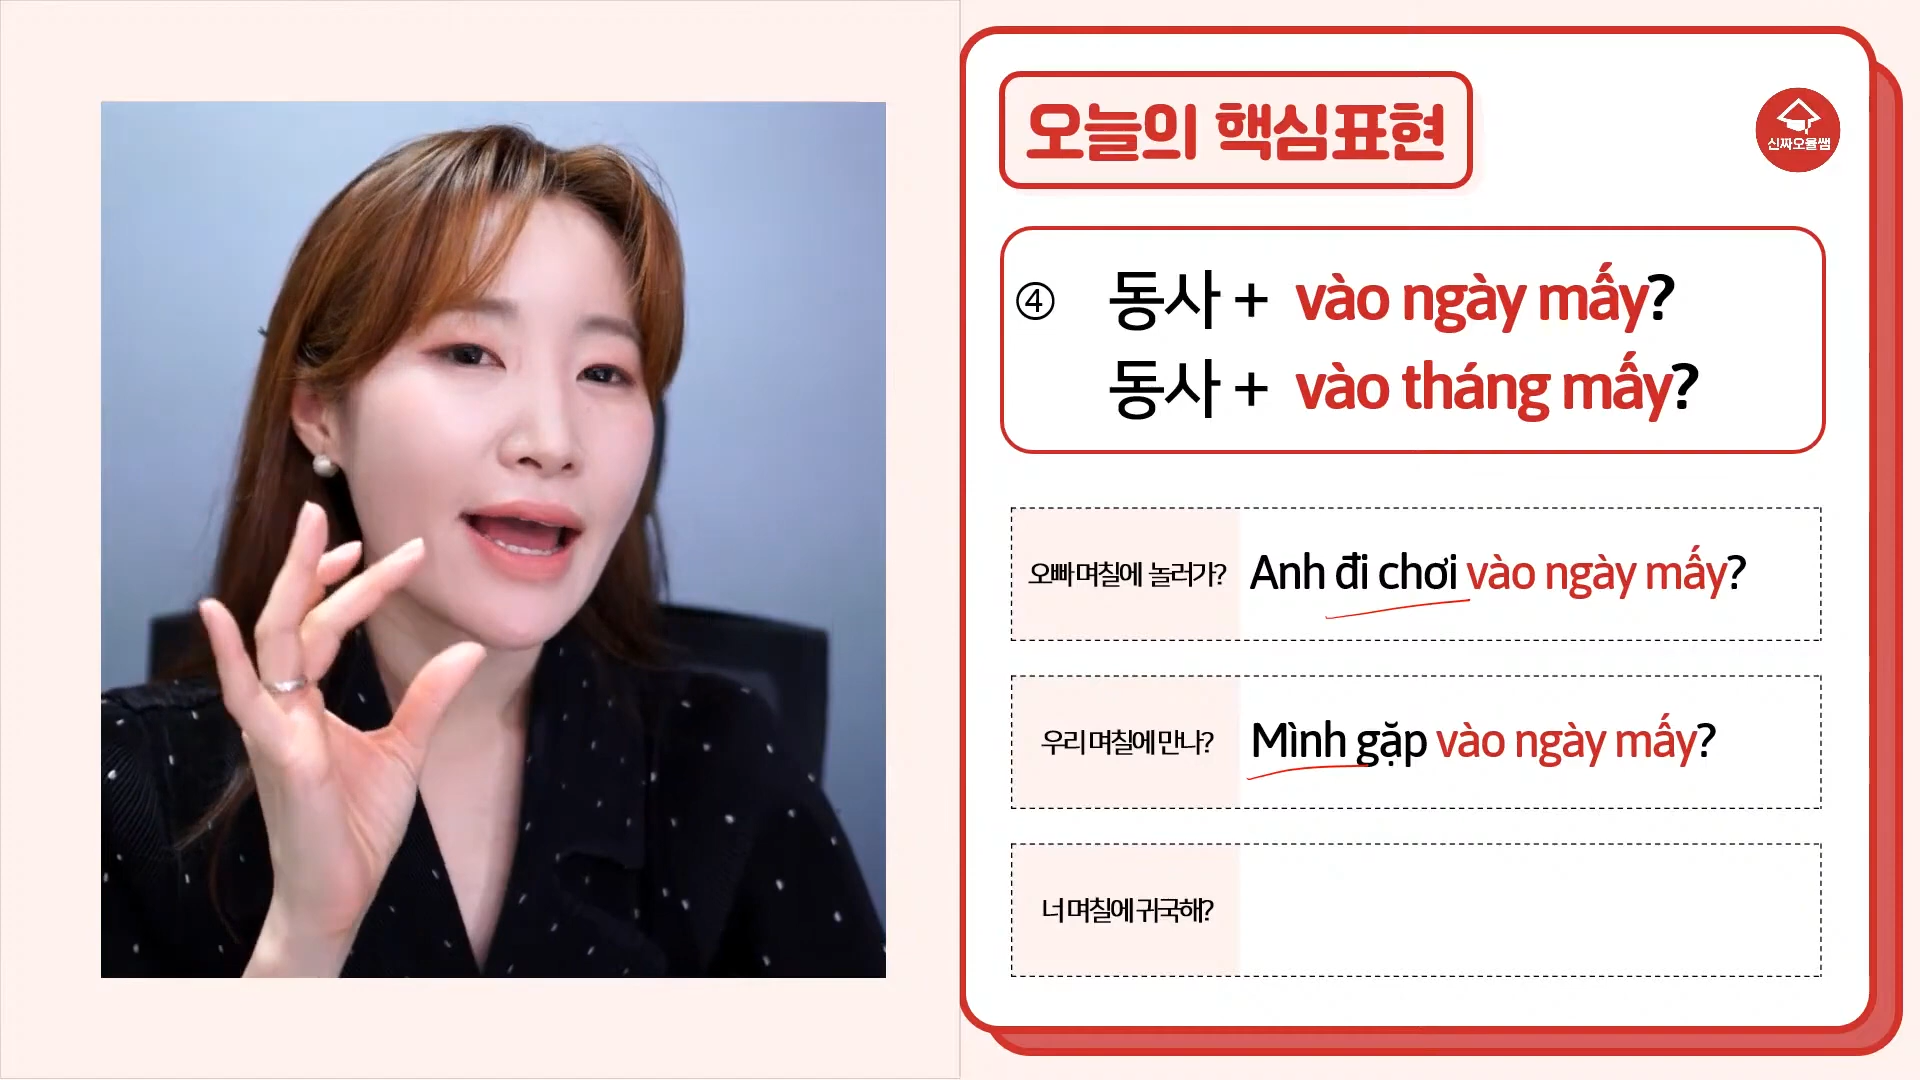 오늘의 핵심표현
신짜오율쌤
④ 동사 + vào ngày mấy?
동사 + vào tháng mấy?
오빠 며칠에 놀러가? Anh đi chơi vào ngày mấy?
우리 며칠에 만나? Mình gặp vào ngày mấy?
너 며칠에 귀국해?